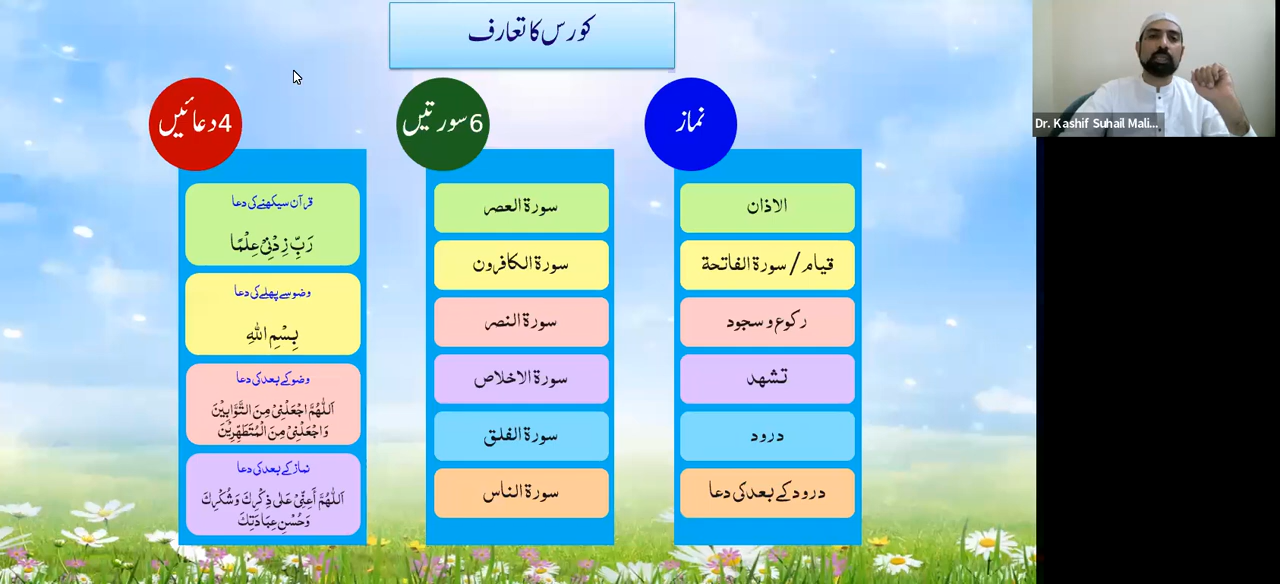 کورس کا تعارف
نماز
الاذان
قیام / سورۃ الفاتحۃ
رکوع و سجود
تشھد
درود
درود کے بعد کی دعا
6 سورتیں
سورۃ العصر
سورۃ الکافرون
سورۃ النصر
سورۃ الاخلاص
سورۃ الفلق
سورۃ الناس
4 دعائیں
قرآن سیکھنے کی دعا
رَبِّ زِدْنِیْ عِلْمًا
وضو سے پہلے کی دعا
بِسْمِ اللّٰہِ
وضو کے بعد کی دعا
اَللّٰهُمَّ اجْعَلْنِیْ مِنَ التَّوَّابِیْنَ
وَاجْعَلْنِیْ مِنَ الْمُتَطَهِّرِیْنَ
نماز کے بعد کی دعا
اَللّٰهُمَّ أَعِنِّیْ عَلٰی ذِكْرِكَ وَشُكْرِكَ
وَحُسْنِ عِبَادَتِكَ
Dr. Kashif Suhail Mali...